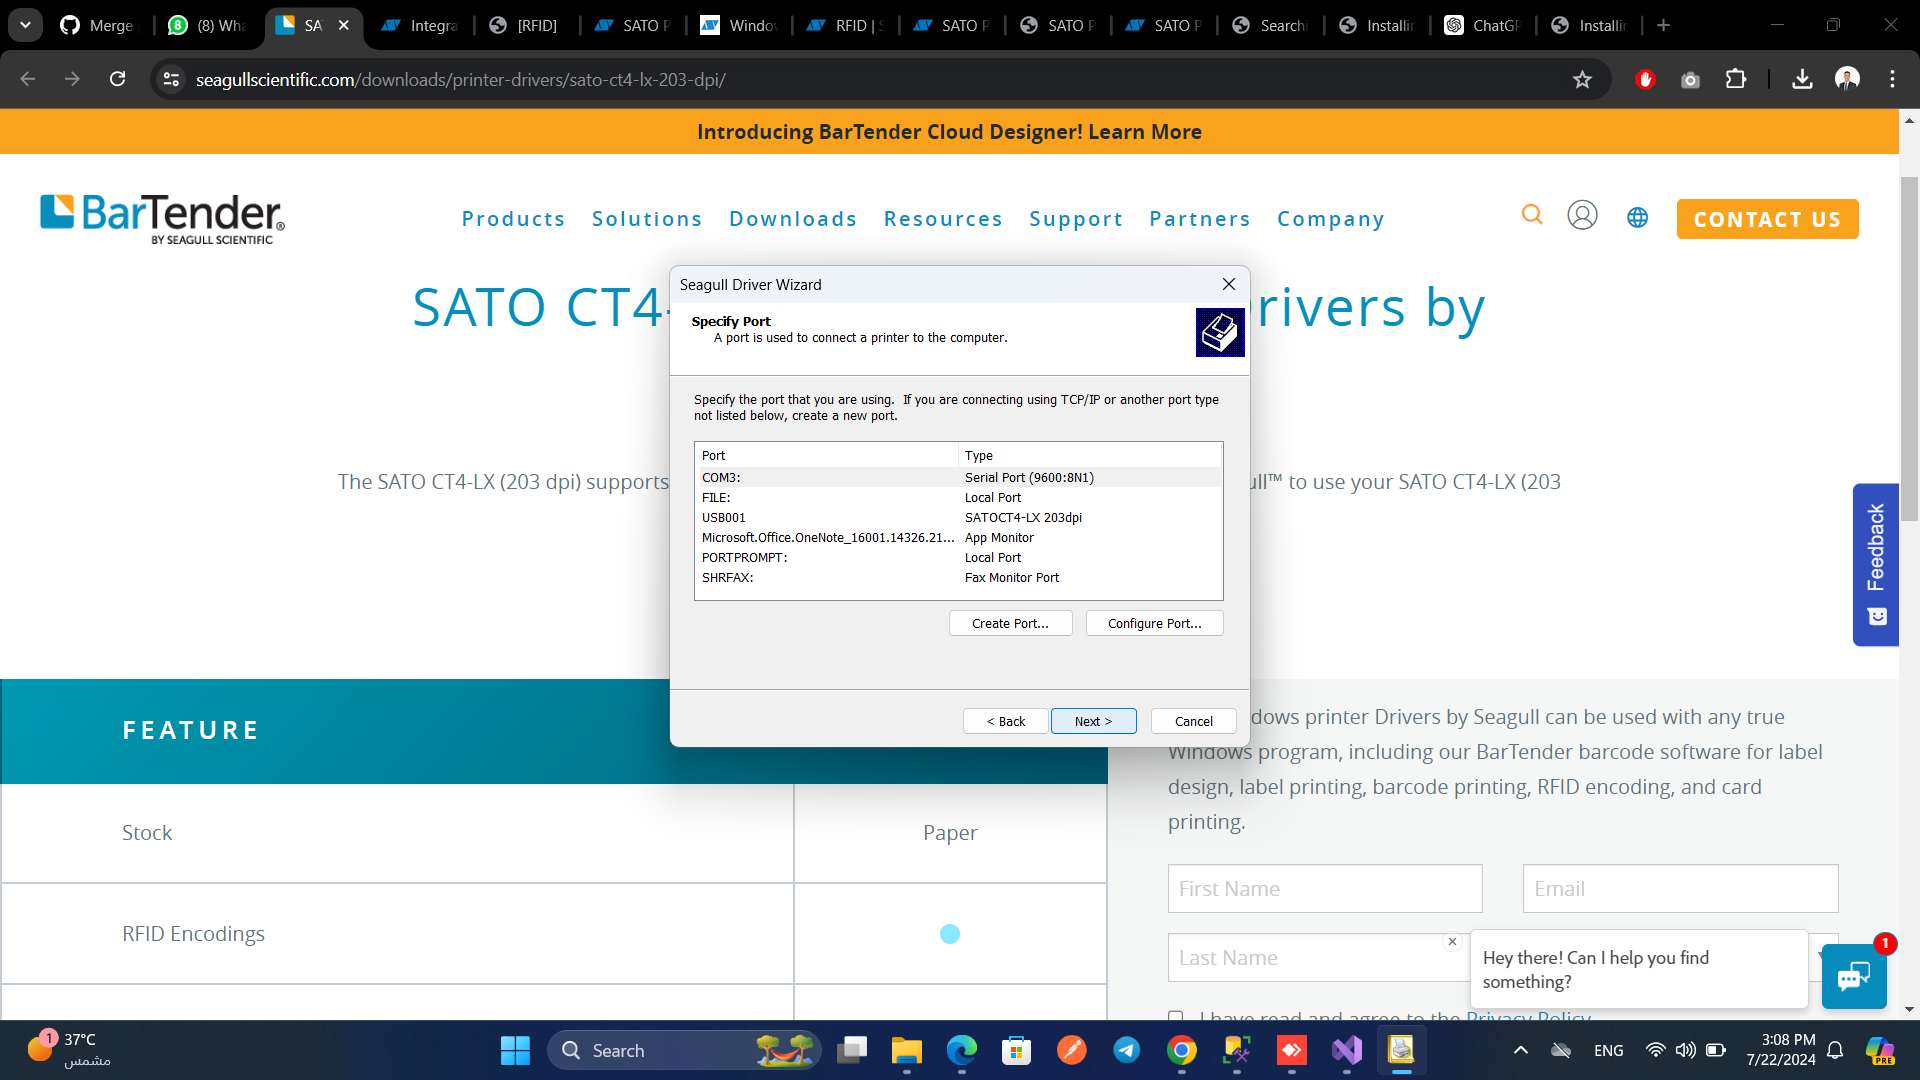 Merge
(8) Wha
SA
Integra
[RFID]
SATO P
Windo
RFID | S
SATO P
SATO P
SATO P
Searchi
Installin
ChatGP
Installin
seagullscientific.com/downloads/printer-drivers/sato-ct4-lx-203-dpi/
Introducing BarTender Cloud Designer! Learn More
BarTender®
BY SEAGULL SCIENTIFIC
Products
Solutions
Downloads
Resources
Support
Partners
Company
CONTACT US
SATO CT4-
rivers by
The SATO CT4-LX (203 dpi) supports
ull™ to use your SATO CT4-LX (203
Seagull Driver Wizard
Specify Port
A port is used to connect a printer to the computer.
Specify the port that you are using. If you are connecting using TCP/IP or another port type
not listed below, create a new port.
Port Type
COM3: Serial Port (9600:8N1)
FILE: Local Port
USB001 SATOCT4-LX 203dpi
Microsoft.Office.OneNote_16001.14326.21... App Monitor
PORTPROMPT: Local Port
SHRFAX: Fax Monitor Port
Create Port...
Configure Port...
< Back
Next >
Cancel
Feedback
FEATURE
Stock Paper
RFID Encodings
dows printer Drivers by Seagull can be used with any true
Windows program, including our BarTender barcode software for label
design, label printing, barcode printing, RFID encoding, and card
printing.
First Name
Email
Last Name
Hey there! Can I help you find
something?
1
I have read and agree to the Privacy Policy
1
37°C
مشمس
Search
ENG
3:08 PM
7/22/2024
PRE